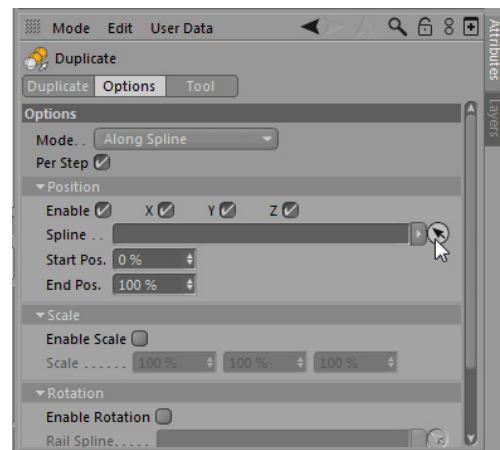 Mode Edit User Data
Duplicate
Duplicate Options Tool
Options
Mode. . Along Spline
Per Step
Position
Enable X Y Z
Spline . .
Start Pos. 0 %
End Pos. 100 %
Scale
Enable Scale
Scale . . . . . . 100 % 100 % 100 %
Rotation
Enable Rotation
Rail Spline. . . . .
Attributes
Layers